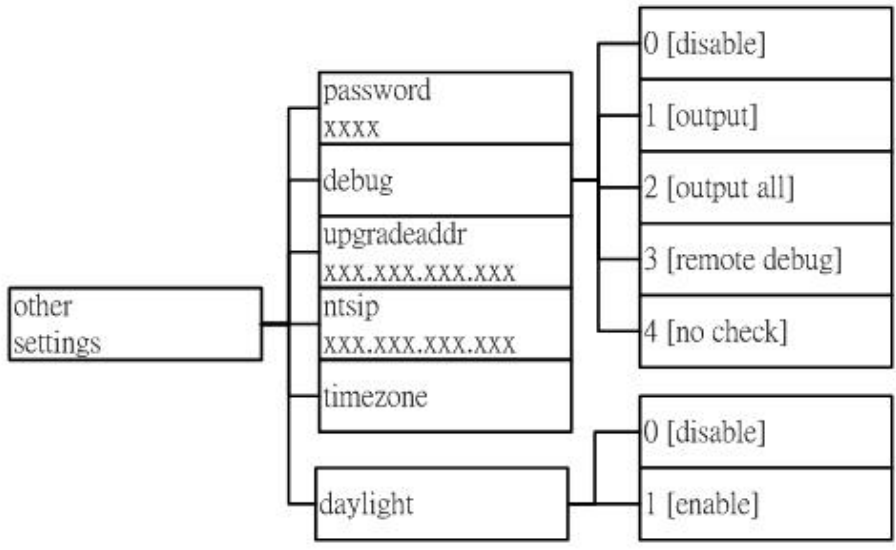 other
settings
password
xxxx
debug
upgradeaddr
xxx.xxx.xxx.xxx
ntsip
xxx.xxx.xxx.xxx
timezone
daylight
0 [disable]
1 [output]
2 [output all]
3 [remote debug]
4 [no check]
0 [disable]
1 [enable]